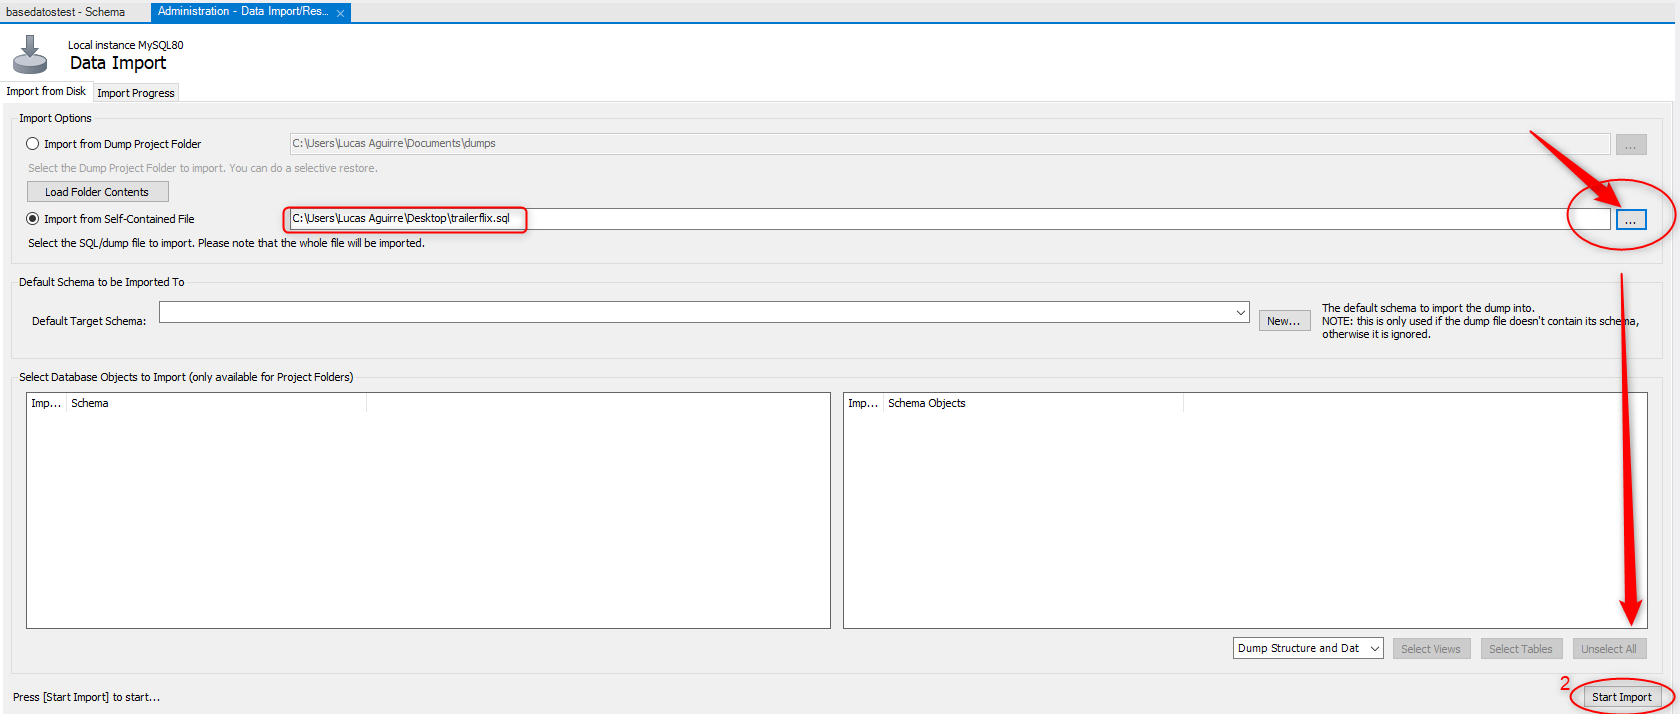 basedatostest - Schema
Administration - Data Import/Res...
Local instance MySQL80
Data Import
Import from Disk
Import Progress
Import Options
Import from Dump Project Folder
C:\Users\Lucas Aguirre\Documents\dumps
...
Select the Dump Project Folder to import. You can do a selective restore.
Load Folder Contents
Import from Self-Contained File
C:\Users\Lucas Aguirre\Desktop\trailerflix.sql
...
Select the SQL/dump file to import. Please note that the whole file will be imported.
Default Schema to be Imported To
Default Target Schema:
New...
The default schema to import the dump into.
NOTE: this is only used if the dump file doesn't contain its schema,
otherwise it is ignored.
Select Database Objects to Import (only available for Project Folders)
Imp... Schema
Imp... Schema Objects
Dump Structure and Dat
Select Views
Select Tables
Unselect All
Press [Start Import] to start...
2
Start Import